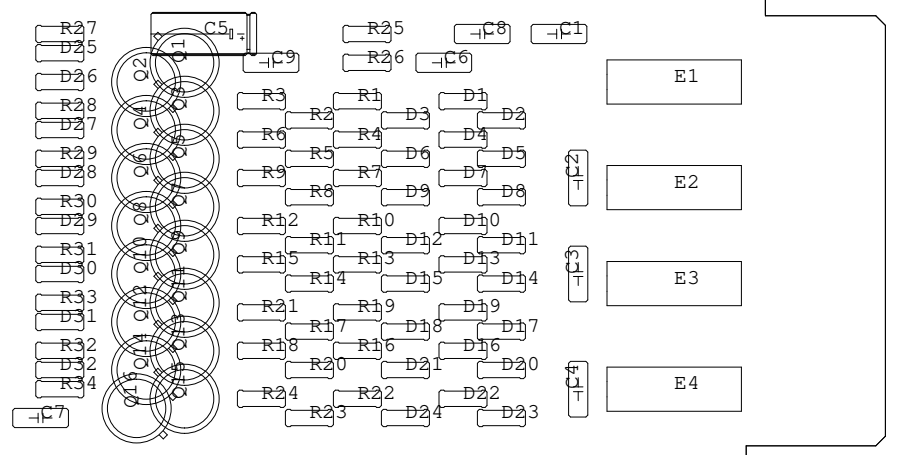 R27 C5 R25 C8 C1
D25 Q1 R26 C9 C6
D26 Q2 E1
R3 R1 D1
R28 Q3 R2 D3 D2
D27 Q4
R6 R4 D4
R29 Q5 R5 D6 D5
D28 Q6 R9 R7 D7 C2 E2
R8 D9 D8
R30 Q7
D29 Q8 R12 R10 D10
R11 D12 D11
R31 Q9
D30 Q10 R15 R13 D13 C3
R14 D15 D14 E3
R33 Q11
D31 Q12 R21 R19 D19
R17 D18 D17
R32 Q13 R18 R16 D16
D32 Q14 R20 D21 D20
R34 Q15 C4 E4
Q16 R24 R22 D22
C7 R23 D24 D23